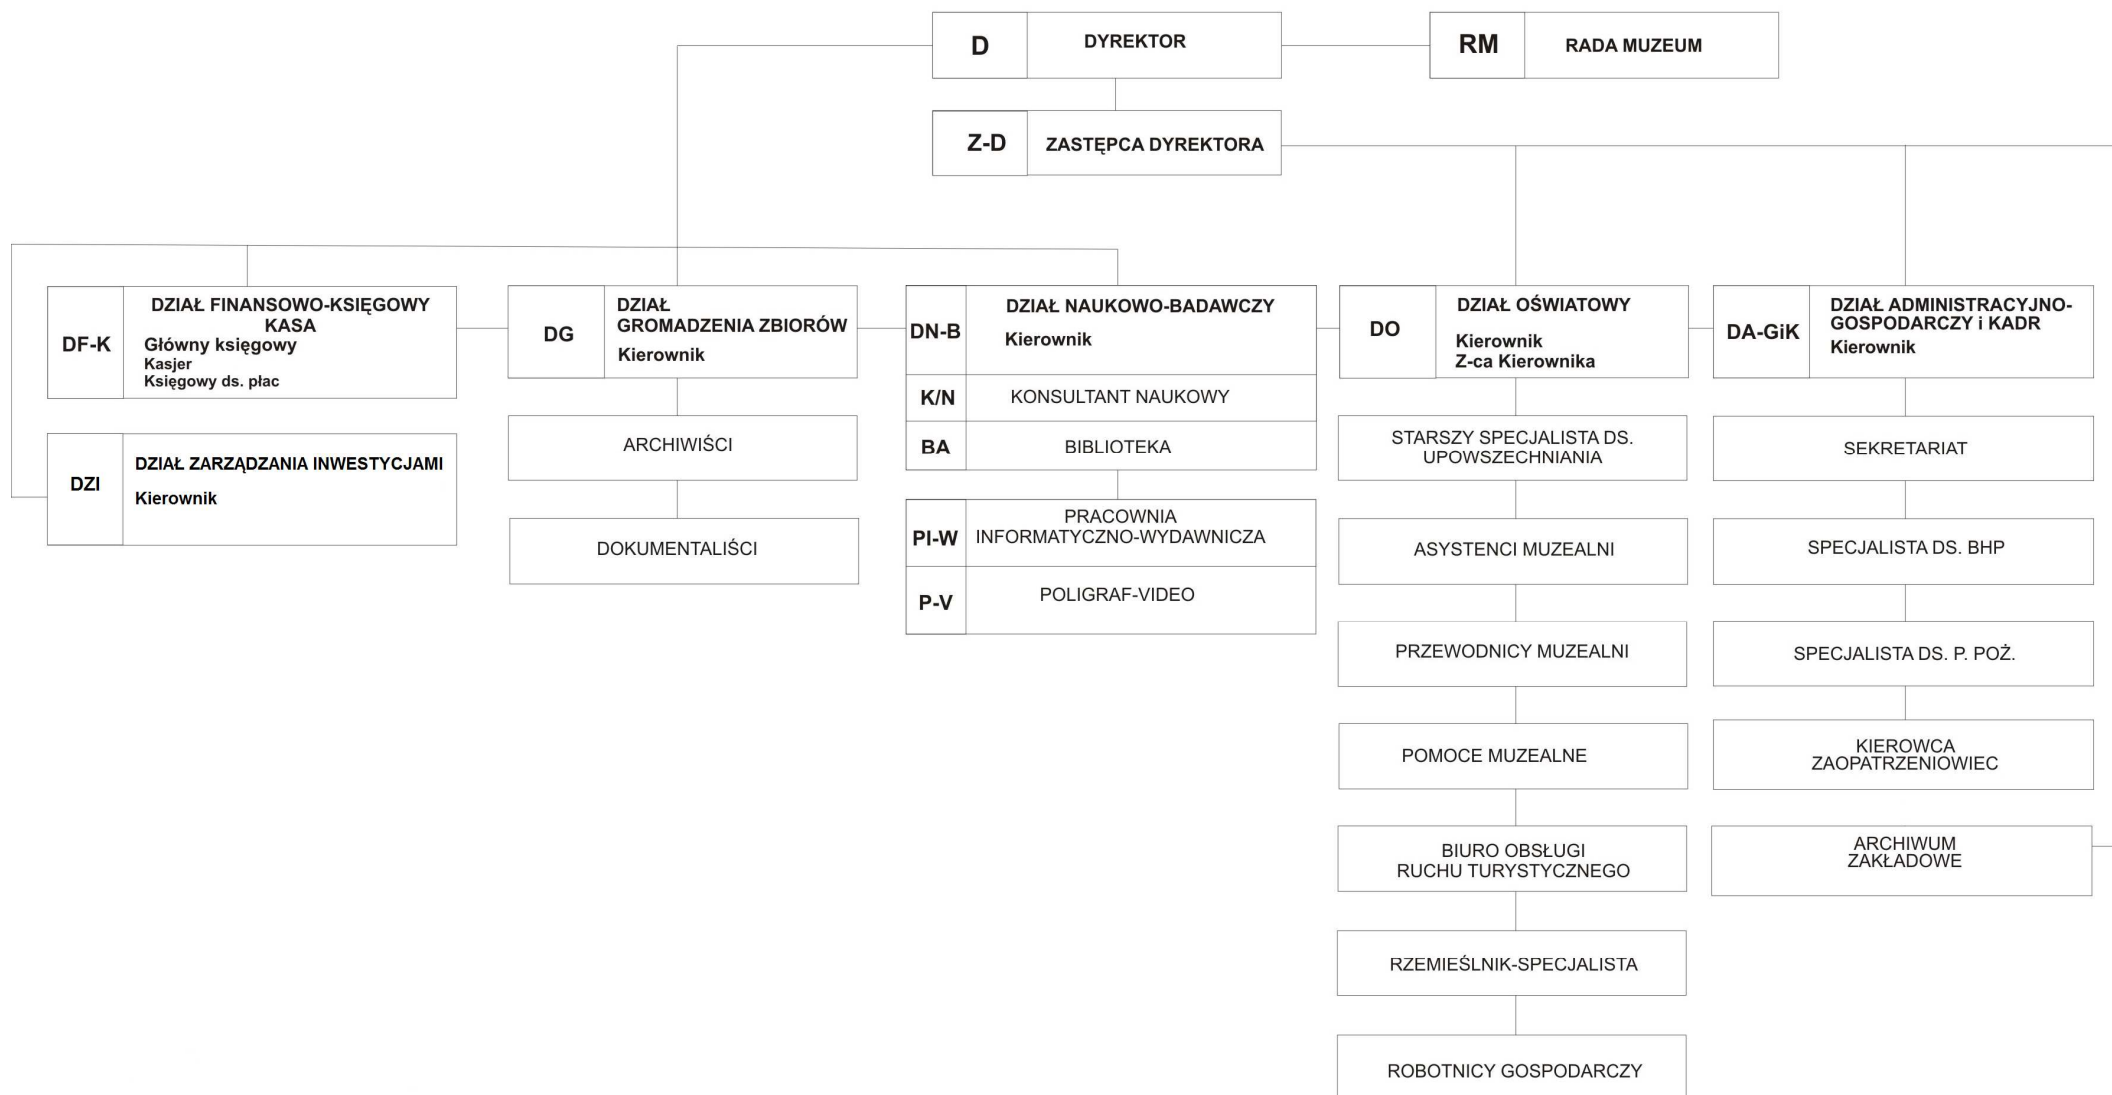 D
DYREKTOR
RM
RADA MUZEUM
Z-D
ZASTĘPCA DYREKTORA
DF-K
DZIAŁ FINANSOWO-KSIĘGOWY
KASA
Główny księgowy
Kasjer
Księgowy ds. płac
DG
DZIAŁ
GROMADZENIA ZBIORÓW
Kierownik
DN-B
DZIAŁ NAUKOWO-BADAWCZY
Kierownik
K/N
KONSULTANT NAUKOWY
BA
BIBLIOTEKA
DO
DZIAŁ OŚWIATOWY
Kierownik
Z-ca Kierownika
DA-GiK
DZIAŁ ADMINISTRACYJNO-
GOSPODARCZY i KADR
Kierownik
DZI
DZIAŁ ZARZĄDZANIA INWESTYCJAMI
Kierownik
ARCHIWIŚCI
DOKUMENTALIŚCI
PI-W
PRACOWNIA
INFORMATYCZNO-WYDAWNICZA
P-V
POLIGRAF-VIDEO
STARSZY SPECJALISTA DS.
UPOWSZECHNIANIA
ASYSTENCI MUZEALNI
PRZEWODNICY MUZEALNI
POMOCE MUZEALNE
BIURO OBSŁUGI
RUCHU TURYSTYCZNEGO
RZEMIEŚLNIK-SPECJALISTA
ROBOTNICY GOSPODARCZY
SEKRETARIAT
SPECJALISTA DS. BHP
SPECJALISTA DS. P. POŻ.
KIEROWCA
ZAOPATRZENIOWIEC
ARCHIWUM
ZAKŁADOWE